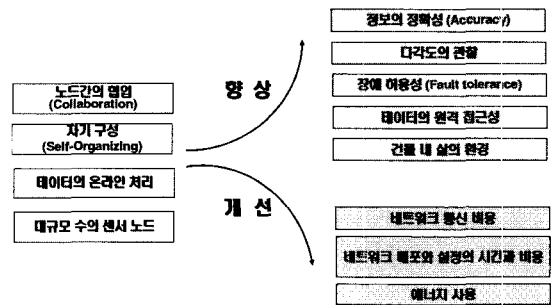 노드간의 협업
(Collaboration)
자기 구성
(Self-Organizing)
데이터의 온라인 처리
대규모 수의 센서 노드
향 상
개 선
정보의 정확성 (Accuracy)
다각도의 관찰
장애 허용성 (Fault tolerance)
데이터의 원격 접근성
건물 내 삶의 환경
네트워크 통신 비용
네트워크 배포와 설정의 시간과 비용
에너지 사용